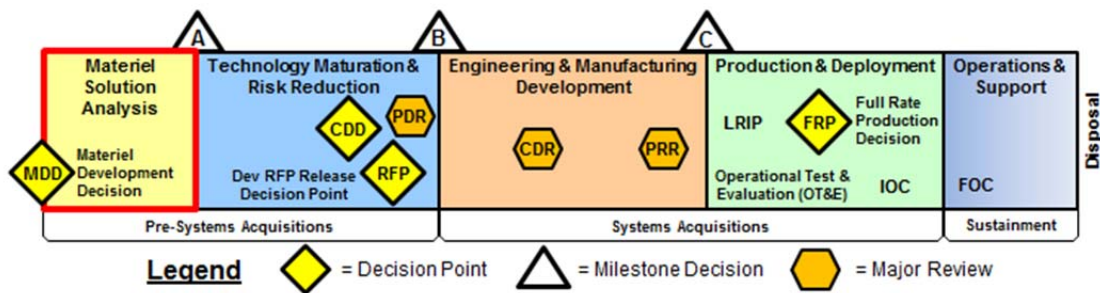 A
B
C
Materiel
Solution
Analysis
MDD
Materiel
Development
Decision
Technology Maturation &
Risk Reduction
CDD
PDR
Dev RFP Release
Decision Point
RFP
Engineering & Manufacturing
Development
CDR
PRR
Production & Deployment
LRIP
FRP
Full Rate
Production
Decision
Operational Test &
Evaluation (OT&E)
IOC
Operations &
Support
FOC
Disposal
Pre-Systems Acquisitions
Systems Acquisitions
Sustainment
Legend
= Decision Point
= Milestone Decision
= Major Review